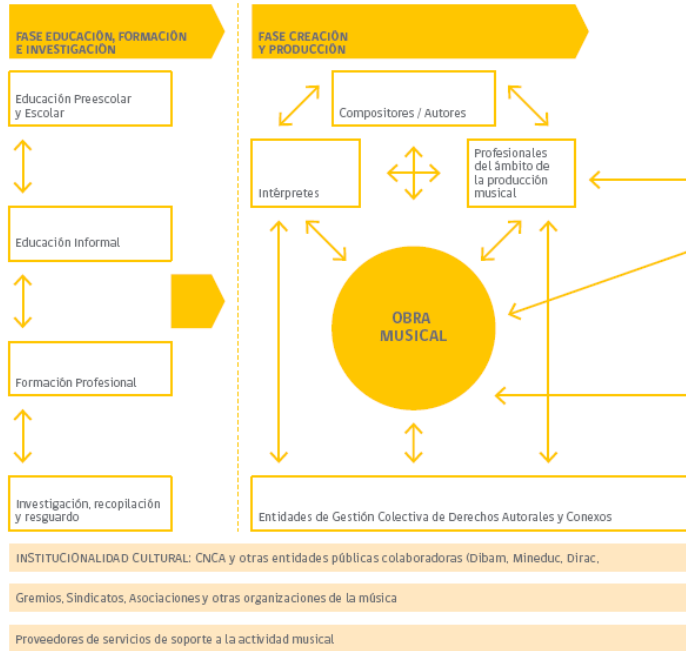 FASE EDUCACIÓN, FORMACIÓN
E INVESTIGACIÓN
Educación Preescolar
y Escolar
Educación Informal
Formación Profesional
Investigación, recopilación
y resguardo
FASE CREACIÓN
Y PRODUCCIÓN
Compositores / Autores
Intérpretes
Profesionales
del ámbito de
la producción
musical
OBRA
MUSICAL
Entidades de Gestión Colectiva de Derechos Autorales y Conexos
INSTITUCIONALIDAD CULTURAL: CNCA y otras entidades públicas colaboradoras (Dibam, Mineduc, Dirac,
Gremios, Sindicatos, Asociaciones y otras organizaciones de la música
Proveedores de servicios de soporte a la actividad musical